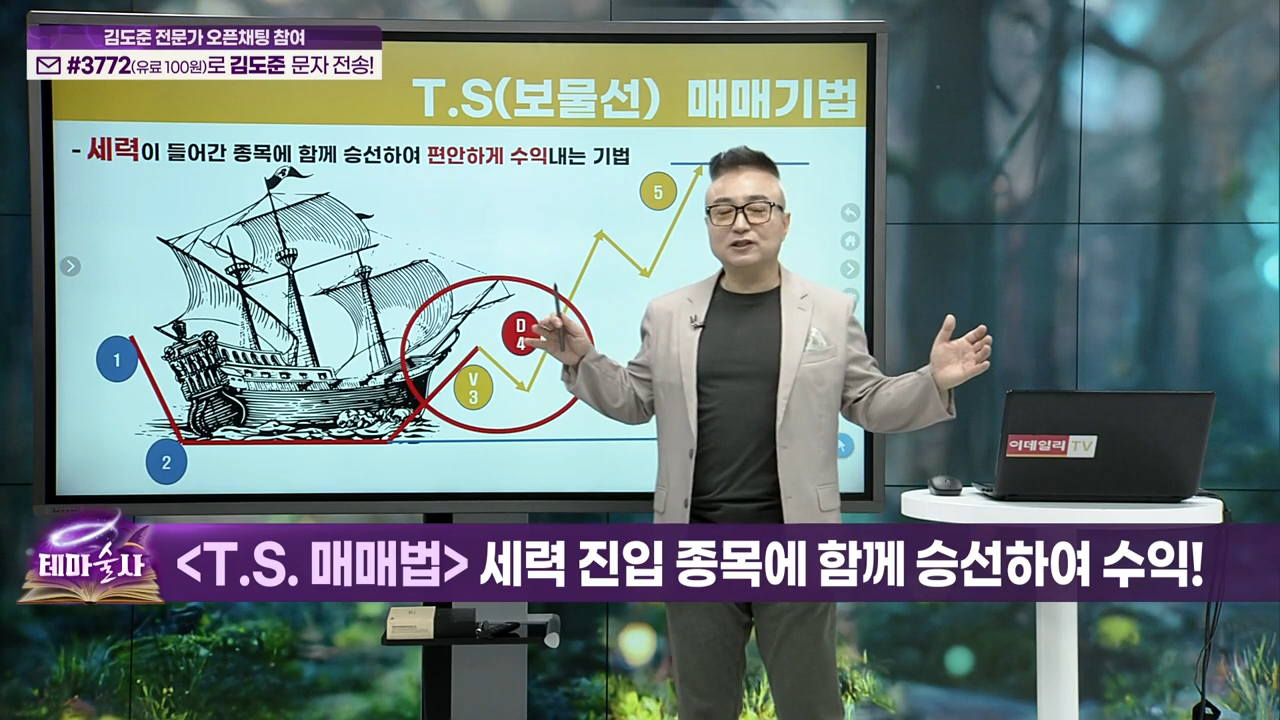 김도준 전문가 오픈채팅 참여
#3772(유료 100원)로 김도준 문자 전송!
T.S(보물선) 매매기법
- 세력이 들어간 종목에 함께 승선하여 편안하게 수익내는 기법
5
1
D
4
V
3
2
이데일리 TV
테마술사
<T.S. 매매법> 세력 진입 종목에 함께 승선하여 수익!